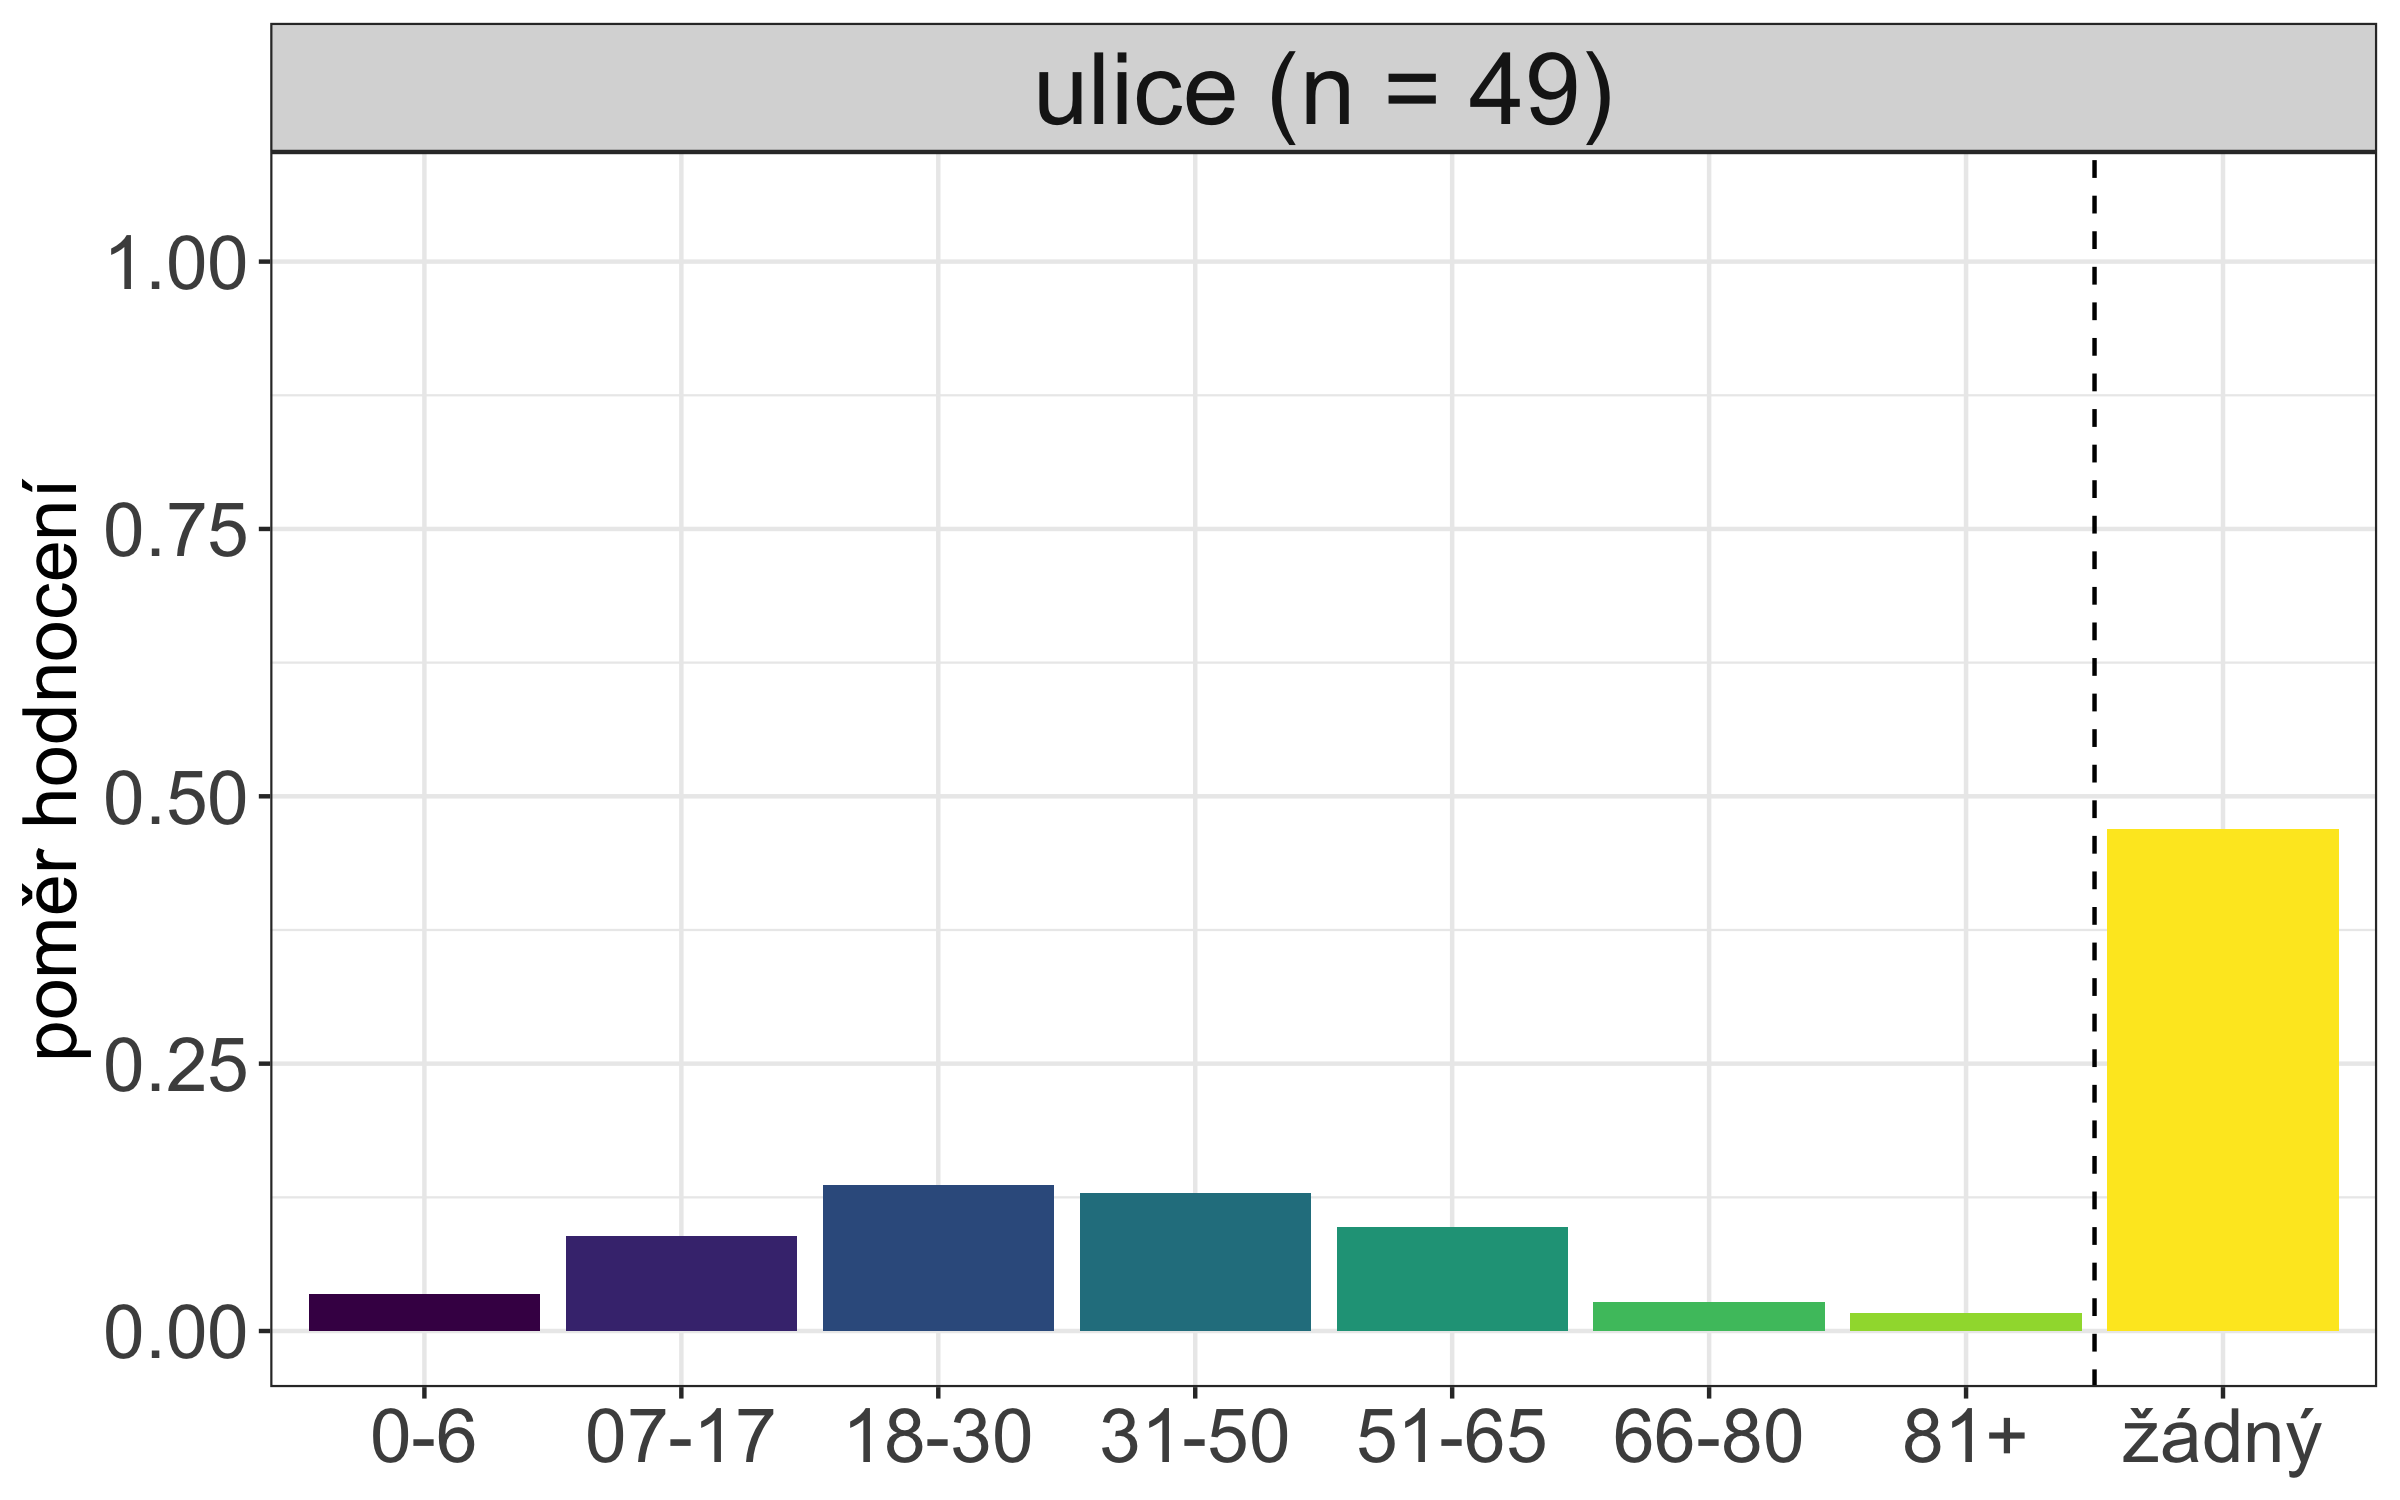 ulice (n = 49)
poměr hodnocení
1.00
0.75
0.50
0.25
0.00
0-6 07-17 18-30 31-50 51-65 66-80 81+ žádný